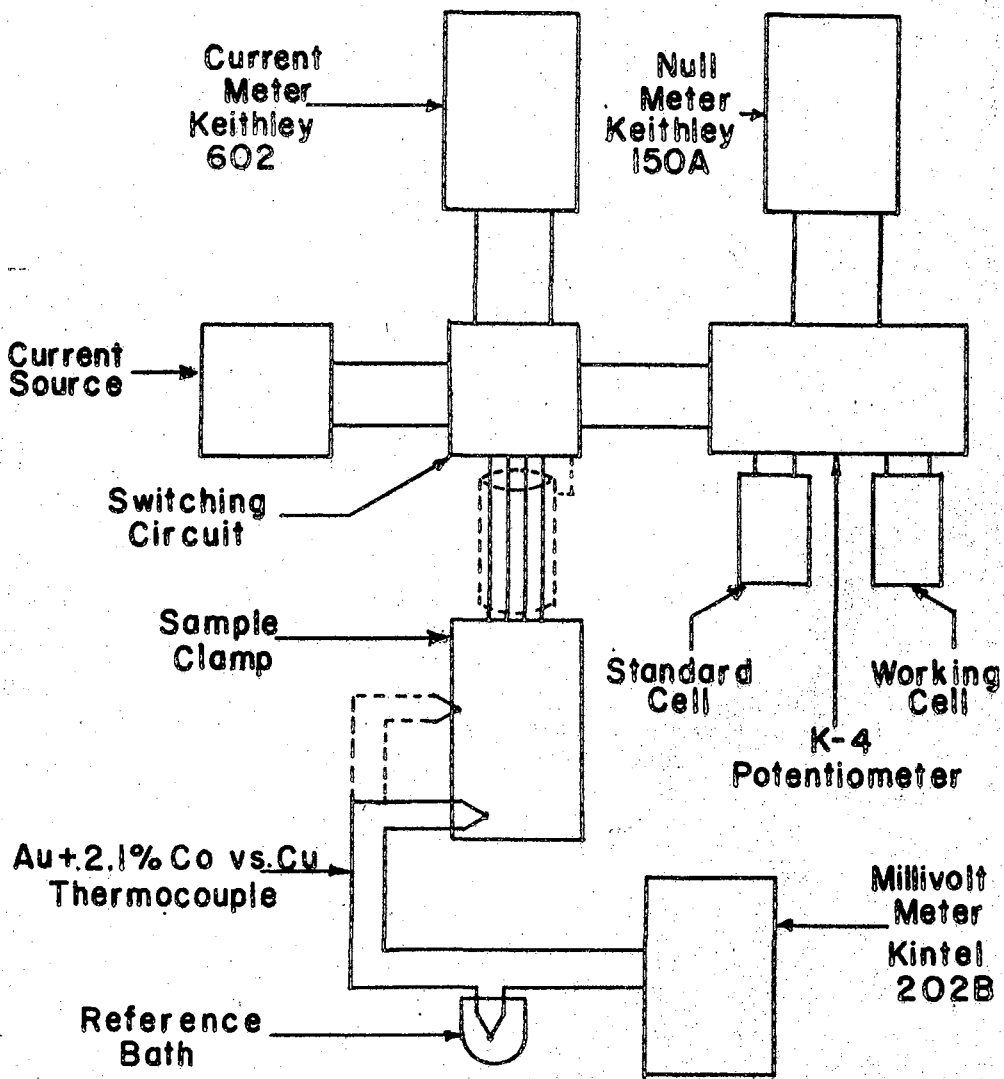 Current
Meter
Keithley
602
Null
Meter
Keithley
150A
Current
Source
Switching
Circuit
Sample
Clamp
Standard
Cell
Working
Cell
K-4
Potentiometer
Au+.2.1% Co vs. Cu
Thermocouple
Millivolt
Meter
Kintel
202B
Reference
Bath